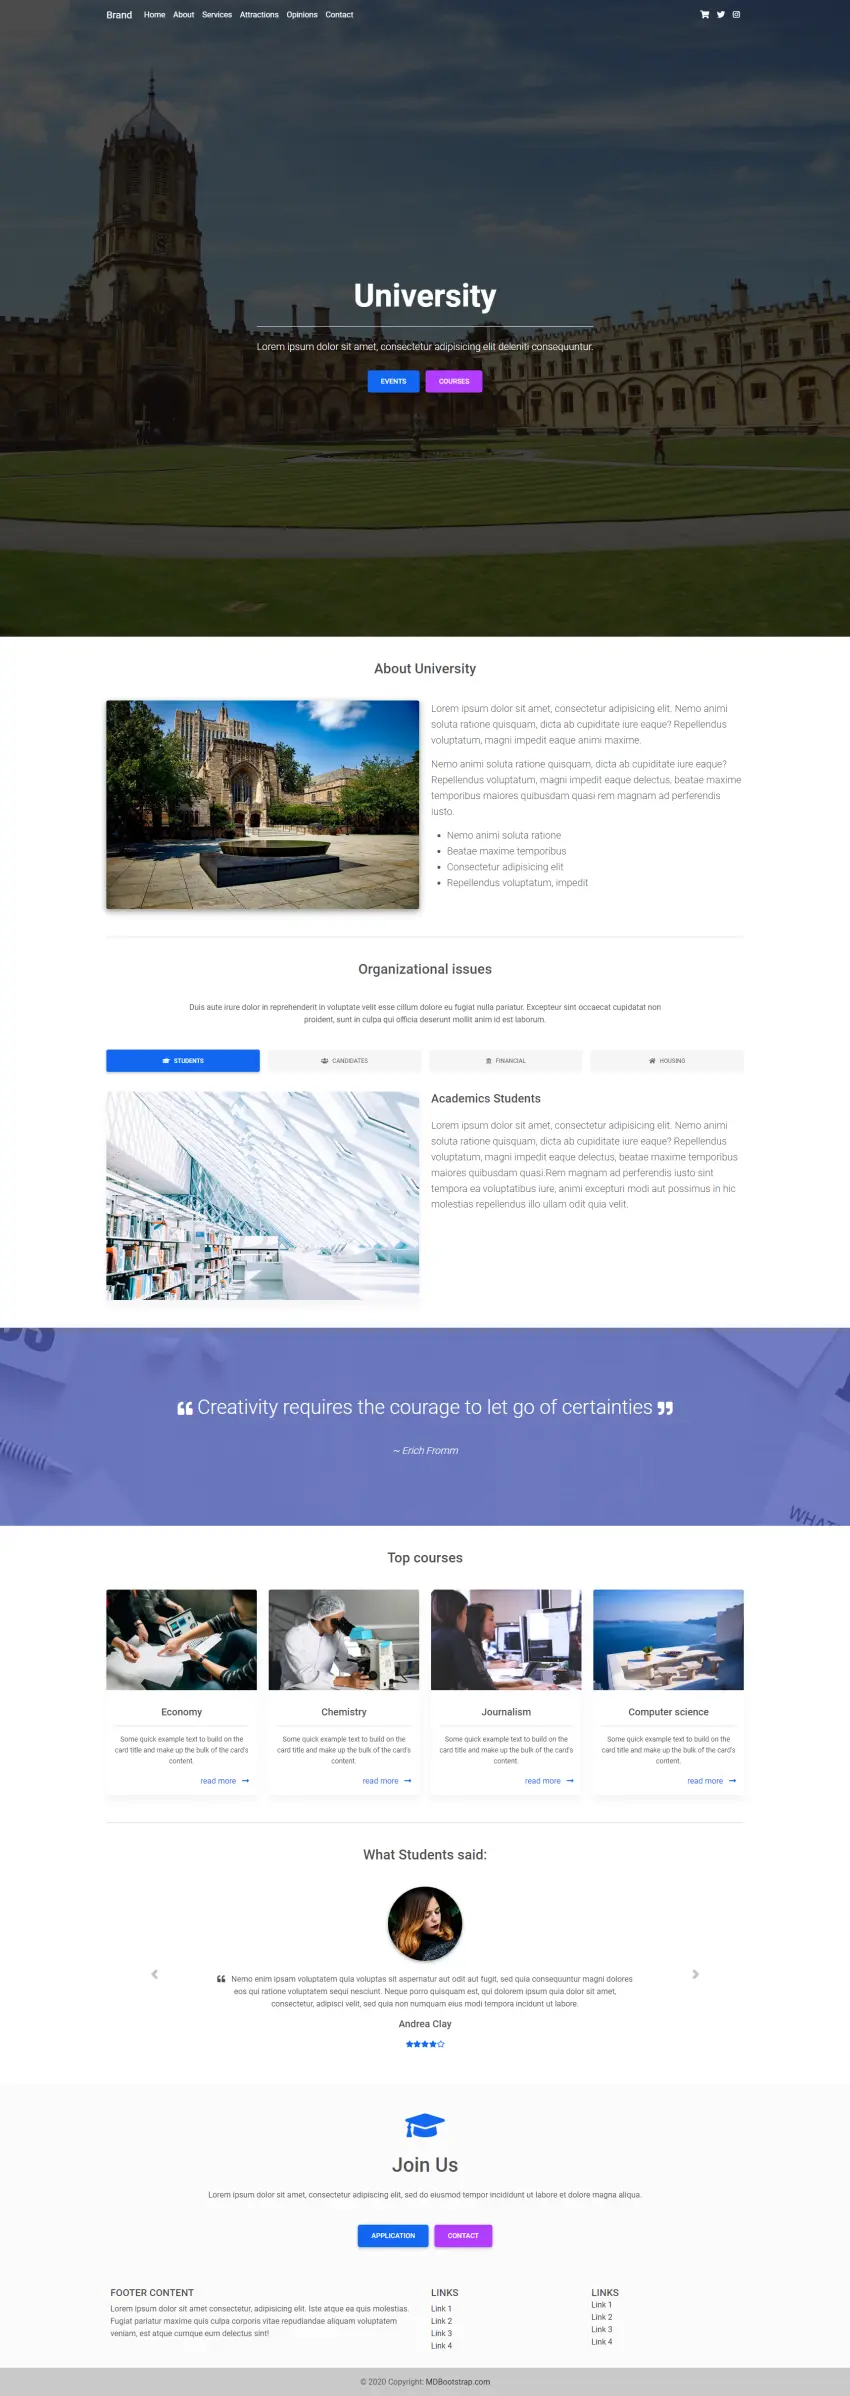 Brand Home About Services Attractions Opinions Contact
University
Lorem ipsum dolor sit amet, consectetur adipisicing elit deleniti consequuntur.
EVENTS COURSES
About University
Lorem ipsum dolor sit amet, consectetur adipisicing elit. Nemo animi
soluta ratione quisquam, dicta ab cupiditate iure eaque? Repellendus
voluptatum, magni impedit eaque animi maxime.
Nemo animi soluta ratione quisquam, dicta ab cupiditate iure eaque?
Repellendus voluptatum, magni impedit eaque delectus, beatae maxime
temporibus maiores quibusdam quasi rem magnam ad perferendis
iusto.
• Nemo animi soluta ratione
• Beatae maxime temporibus
• Consectetur adipisicing elit
• Repellendus voluptatum, impedit
Organizational issues
Duis aute irure dolor in reprehenderit in voluptate velit esse cillum dolore eu fugiat nulla pariatur. Excepteur sint occaecat cupidatat non
proident, sunt in culpa qui officia deserunt mollit anim id est laborum.
STUDENTS CANDIDATES FINANCIAL HOUSING
Academics Students
Lorem ipsum dolor sit amet, consectetur adipisicing elit. Nemo animi
soluta ratione quisquam, dicta ab cupiditate iure eaque? Repellendus
voluptatum, magni impedit eaque delectus, beatae maxime temporibus
maiores quibusdam quasi.Rem magnam ad perferendis iusto sint
tempora ea voluptatibus iure, animi excepturi modi aut possimus in hic
molestias repellendus illo ullam odit quia velit.
❝ Creativity requires the courage to let go of certainties ❞
~ Erich Fromm
WHAT
Top courses
Economy
Some quick example text to build on the
card title and make up the bulk of the card's
content.
read more →
Chemistry
Some quick example text to build on the
card title and make up the bulk of the card's
content.
read more →
Journalism
Some quick example text to build on the
card title and make up the bulk of the card's
content.
read more →
Computer science
Some quick example text to build on the
card title and make up the bulk of the card's
content.
read more →
What Students said:
❝ Nemo enim ipsam voluptatem quia voluptas sit aspernatur aut odit aut fugit, sed quia consequuntur magni dolores
eos qui ratione voluptatem sequi nesciunt. Neque porro quisquam est, qui dolorem ipsum quia dolor sit amet,
consectetur, adipisci velit, sed quia non numquam eius modi tempora incidunt ut labore.
Andrea Clay
Join Us
Lorem ipsum dolor sit amet, consectetur adipiscing elit, sed do eiusmod tempor incididunt ut labore et dolore magna aliqua.
APPLICATION CONTACT
FOOTER CONTENT
Lorem ipsum dolor sit amet consectetur, adipisicing elit. Iste atque ea quis molestias.
Fugiat pariatur maxime quis culpa corporis vitae repudiandae aliquam voluptatem
veniam, est atque cumque eum delectus sint!
LINKS
Link 1
Link 2
Link 3
Link 4
LINKS
Link 1
Link 2
Link 3
Link 4
© 2020 Copyright: MDBootstrap.com